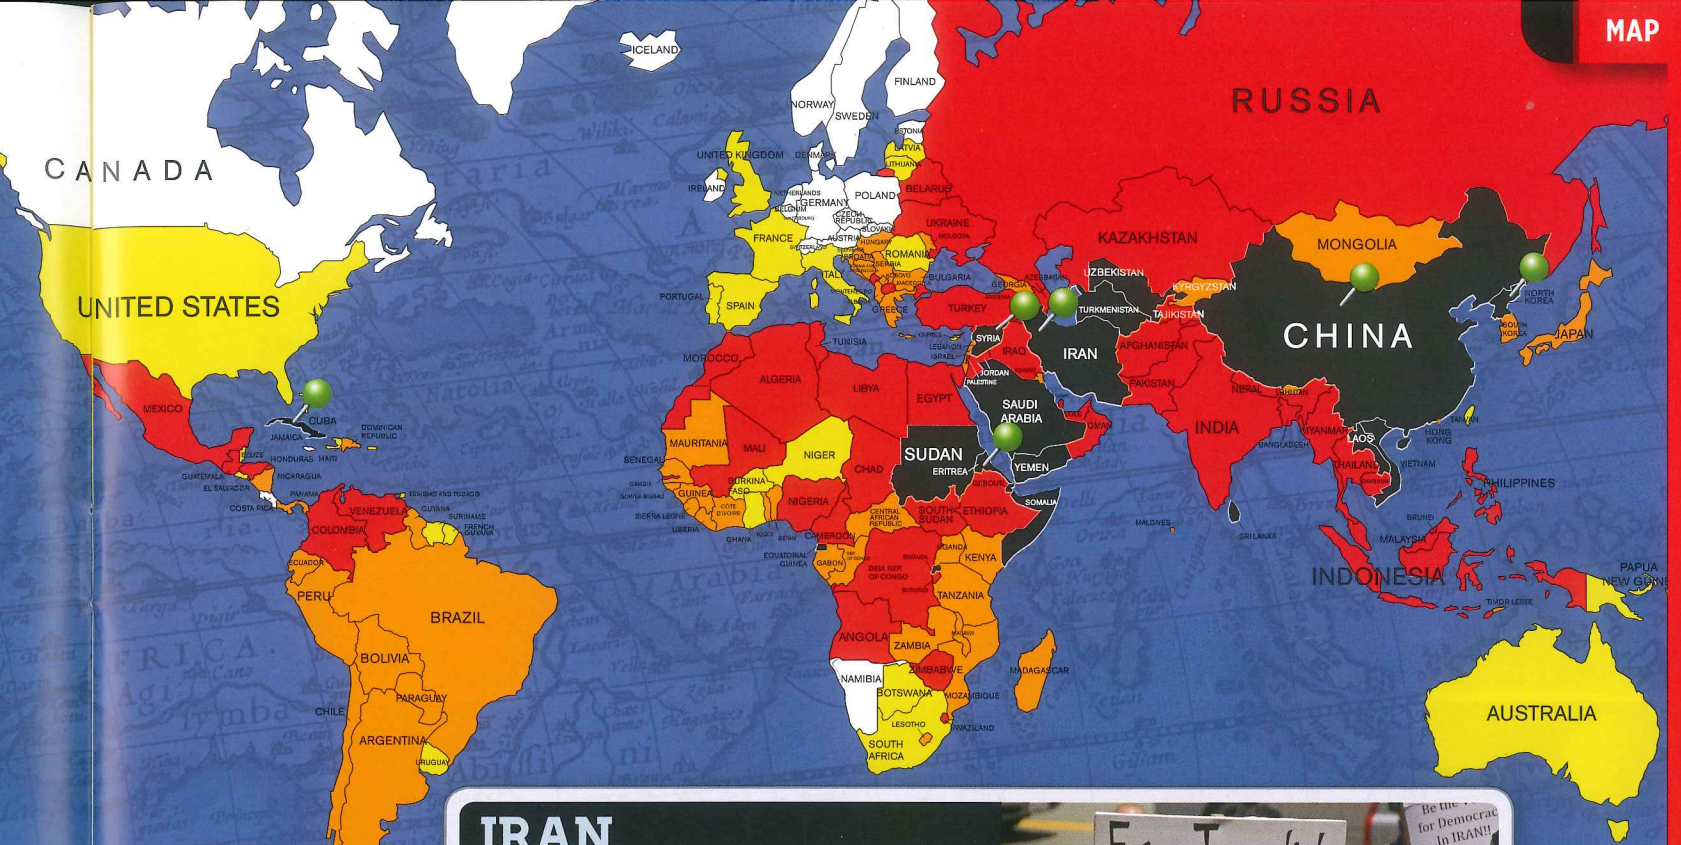 MAP
ICELAND
FINLAND
NORWAY
SWEDEN
RUSSIA
ESTONIA
LATVIA
LITHUANIA
UNITED KINGDOM
DENMARK
CANADA
IRELAND
NETHERLANDS
BELARUS
POLAND
GERMANY
BELGIUM
CZECH
REPUBLIC
UKRAINE
SLOVAKIA
MOLDOVA
FRANCE
AUSTRIA
HUNGARY
KAZAKHSTAN
MONGOLIA
SWITZERLAND
ROMANIA
CROATIA
SERBIA
ITALY
KOSOVO
BULGARIA
UZBEKISTAN
MACEDONIA
GEORGIA
AZERBAIJAN
KYRGYZSTAN
MONTENEGRO
PORTUGAL
SPAIN
UNITED STATES
GREECE
TURKEY
TURKMENISTAN
TAJIKISTAN
NORTH
KOREA
SOUTH
KOREA
JAPAN
CHINA
SYRIA
TUNISIA
LEBANON
ISRAEL
IRAQ
IRAN
AFGHANISTAN
MOROCCO
JORDAN
KUWAIT
PALESTINE
ALGERIA
LIBYA
EGYPT
PAKISTAN
NEPAL
BHUTAN
SAUDI
ARABIA
UAE
OMAN
MEXICO
CUBA
JAMAICA
DOMINICAN
REPUBLIC
INDIA
MYANMAR
LAOS
TAIWAN
HONG
KONG
BANGLADESH
MAURITANIA
MALI
NIGER
CHAD
SUDAN
ERITREA
YEMEN
BELIZE
HONDURAS
HAITI
GUATEMALA
NICARAGUA
EL SALVADOR
SENEGAL
THAILAND
VIETNAM
CAMBODIA
PHILIPPINES
GAMBIA
GUINEA-BISSAU
GUINEA
BURKINA
FASO
NIGERIA
DJIBOUTI
SOMALIA
PANAMA
TRINIDAD AND TOBAGO
COSTA RICA
VENEZUELA
GUYANA
SURINAME
FRENCH
GUIANA
COLOMBIA
SIERRA LEONE
COTE
D'IVOIRE
LIBERIA
GHANA
TOGO
BENIN
CENTRAL
AFRICAN
REPUBLIC
SOUTH
SUDAN
ETHIOPIA
MALDIVES
SRI LANKA
BRUNEI
MALAYSIA
CAMEROON
EQUATORIAL
GUINEA
GABON
UGANDA
KENYA
RWANDA
DEM. REP.
OF CONGO
BURUNDI
ECUADOR
PERU
BRAZIL
TANZANIA
INDONESIA
PAPUA
NEW GUINE
TIMOR-LESTE
ANGOLA
ZAMBIA
MALAWI
BOLIVIA
ZIMBABWE
MADAGASCAR
NAMIBIA
BOTSWANA
MOZAMBIQUE
PARAGUAY
CHILE
LESOTHO
SWAZILAND
AUSTRALIA
ARGENTINA
SOUTH
AFRICA
URUGUAY
IRAN
Be the
for Democrac
In IRAN!!